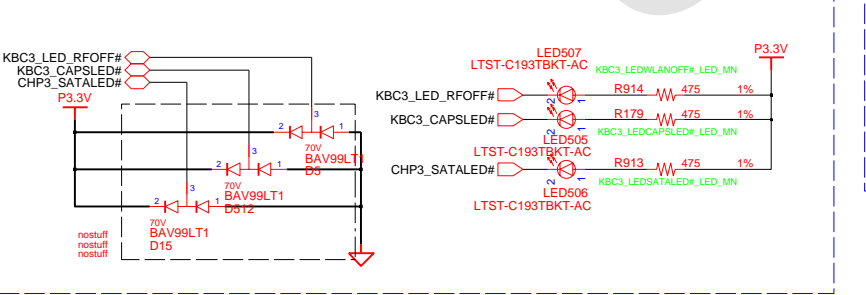 KBC3_LED_RFOFF#
KBC3_CAPSLED#
CHP3_SATALED#
P3.3V
3
2
1
70V
BAV99LT1
D5
3
2
1
70V
BAV99LT1
D512
3
2
1
70V
BAV99LT1
D15
nostuff
nostuff
nostuff
LED507
LTST-C193TBKT-AC
P3.3V
KBC3_LEDWLANOFF#_LED_MN
KBC3_LED_RFOFF#
2
1
R914
475
1%
KBC3_CAPSLED#
2
1
R179
475
1%
LED505
KBC3_LEDCAPSLED#_LED_MN
LTST-C193TBKT-AC
CHP3_SATALED#
2
1
R913
475
1%
LED506
KBC3_LEDSATALED#_LED_MN
LTST-C193TBKT-AC